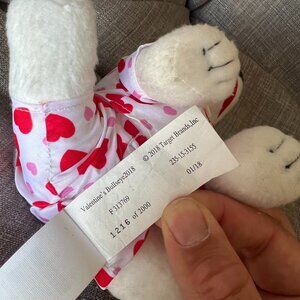 Valentine's Bullseye2018
F313769
1216 of 2000
© 2018 Target Brands,Inc
235-15-3155
01/18